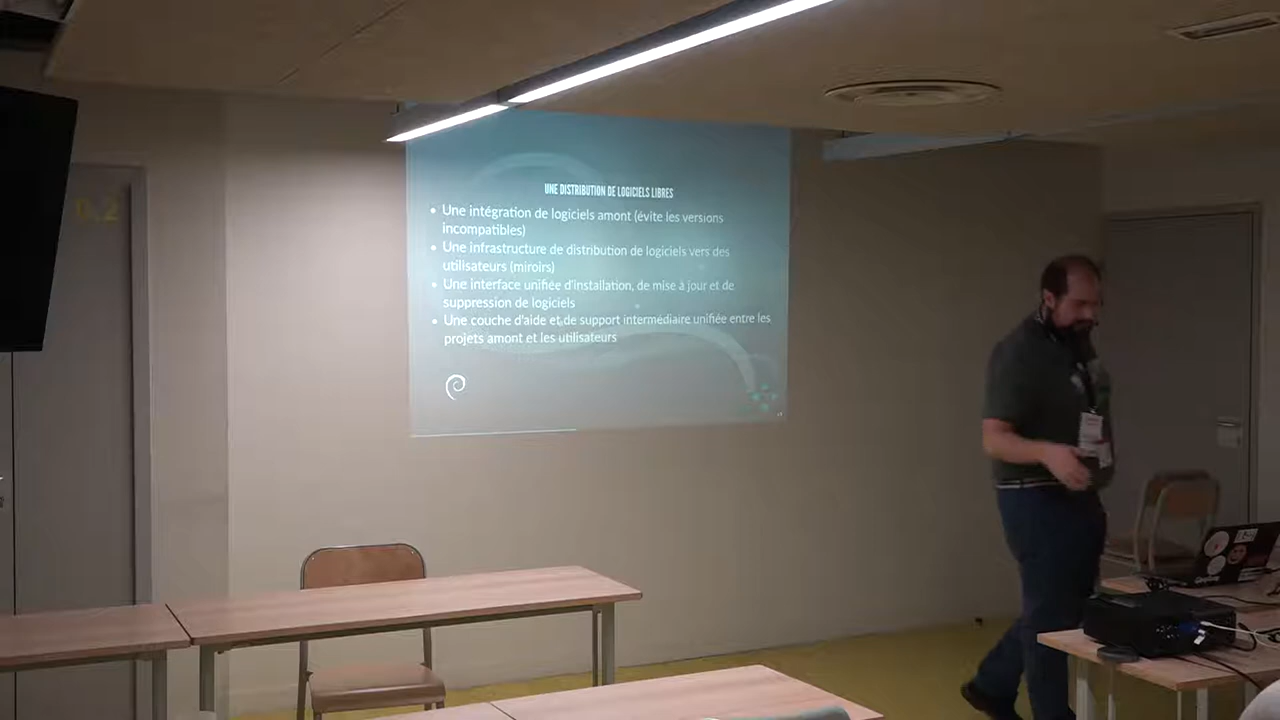 0.2
UNE DISTRIBUTION DE LOGICIELS LIBRES
• Une intégration de logiciels amont (évite les versions
incompatibles)
• Une infrastructure de distribution de logiciels vers des
utilisateurs (miroirs)
• Une interface unifiée d'installation, de mise à jour et de
suppression de logiciels
• Une couche d'aide et de support intermédiaire unifiée entre les
projets amont et les utilisateurs